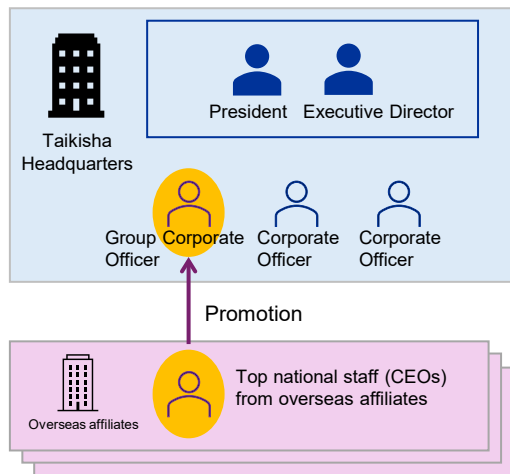 President
Executive Director
Taikisha
Headquarters
Group Corporate
Officer
Corporate
Officer
Corporate
Officer
Promotion
Top national staff (CEOs)
from overseas affiliates
Overseas affiliates